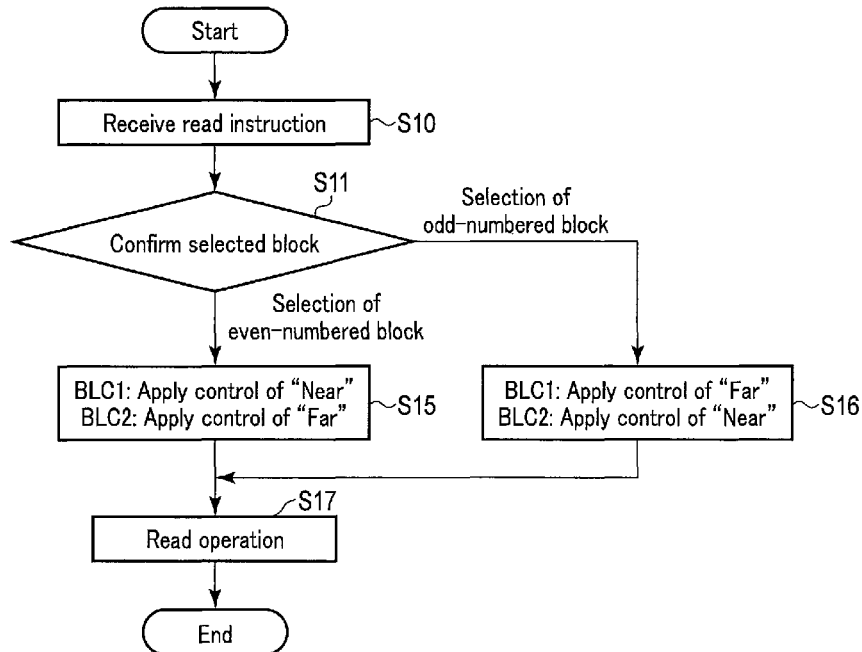 Start
Receive read instruction
S10
S11
Confirm selected block
Selection of
odd-numbered block
Selection of
even-numbered block
BLC1: Apply control of “Near”
BLC2: Apply control of “Far”
S15
BLC1: Apply control of “Far”
BLC2: Apply control of “Near”
S16
S17
Read operation
End